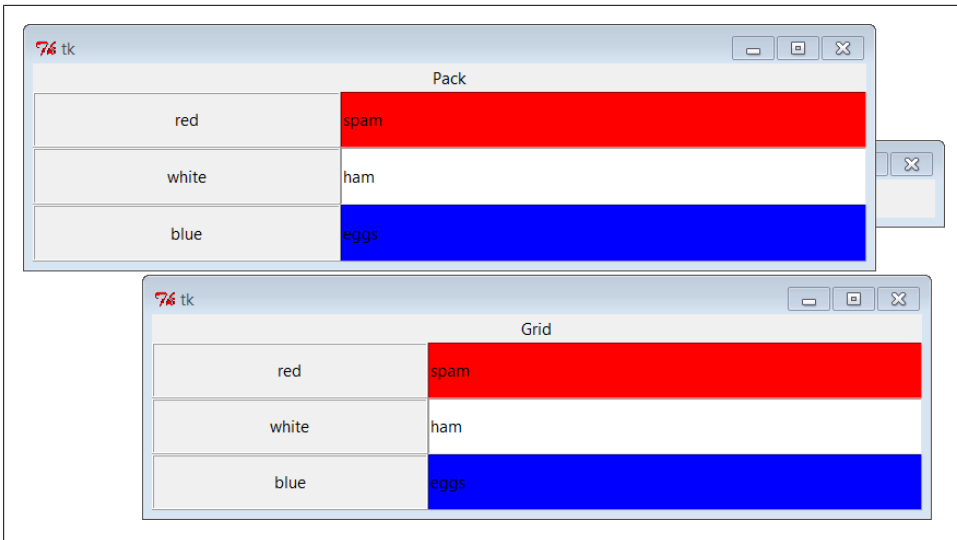 tk
Pack
red spam
white ham
blue eggs
tk
Grid
red spam
white ham
blue eggs